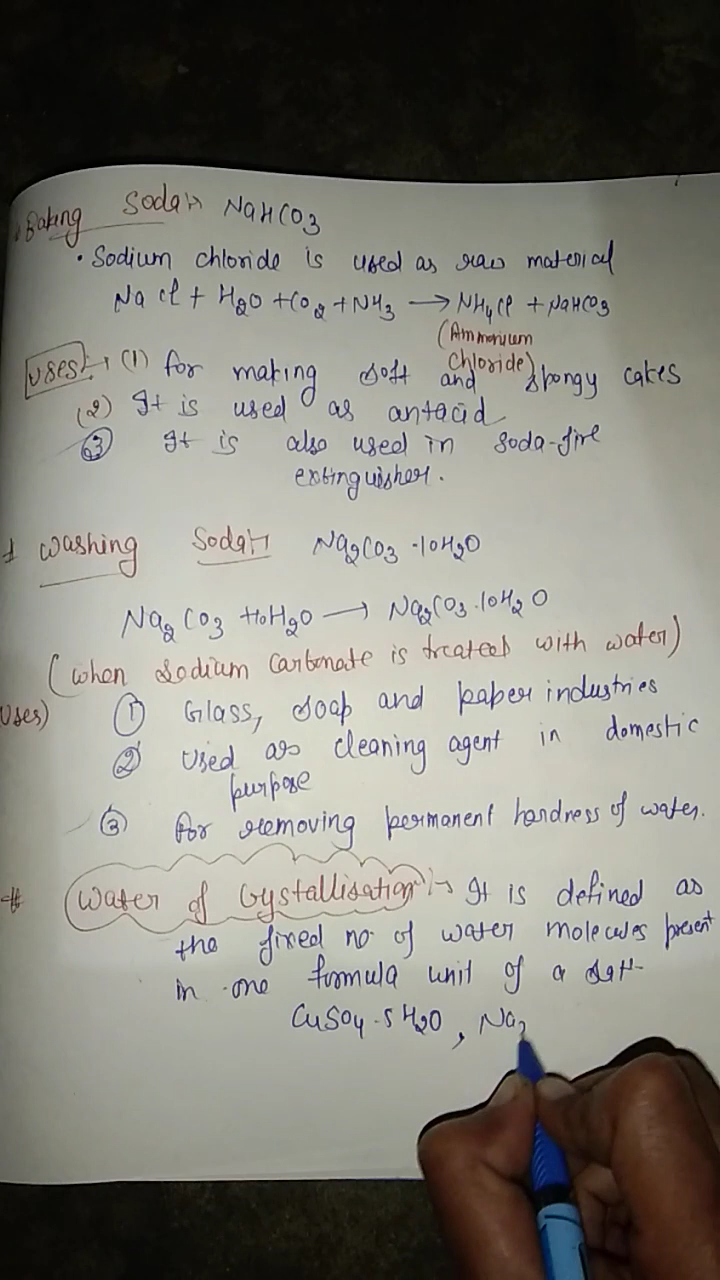 Baking Soda:→ NaHCO3
• Sodium chloride is used as raw material
NaCl + H2O + CO2 + NH3 → NH4Cl + NaHCO3
(Ammonium
Chloride)
Uses:→ (1) for making soft and spongy cakes
(2) It is used as antacid
(3) It is also used in soda-fire
extinguisher.
# Washing Soda:→ Na2CO3·10H2O
Na2CO3 + 10H2O → Na2CO3·10H2O
(when sodium carbonate is treated with water)
Uses) (1) Glass, soap and paper industries
(2) Used as cleaning agent in domestic
purpose
(3) for removing permanent hardness of water.
# Water of Crystallisation:→ It is defined as
the fixed no. of water molecules present
in one formula unit of a salt-
CuSO4·5H2O, Na2